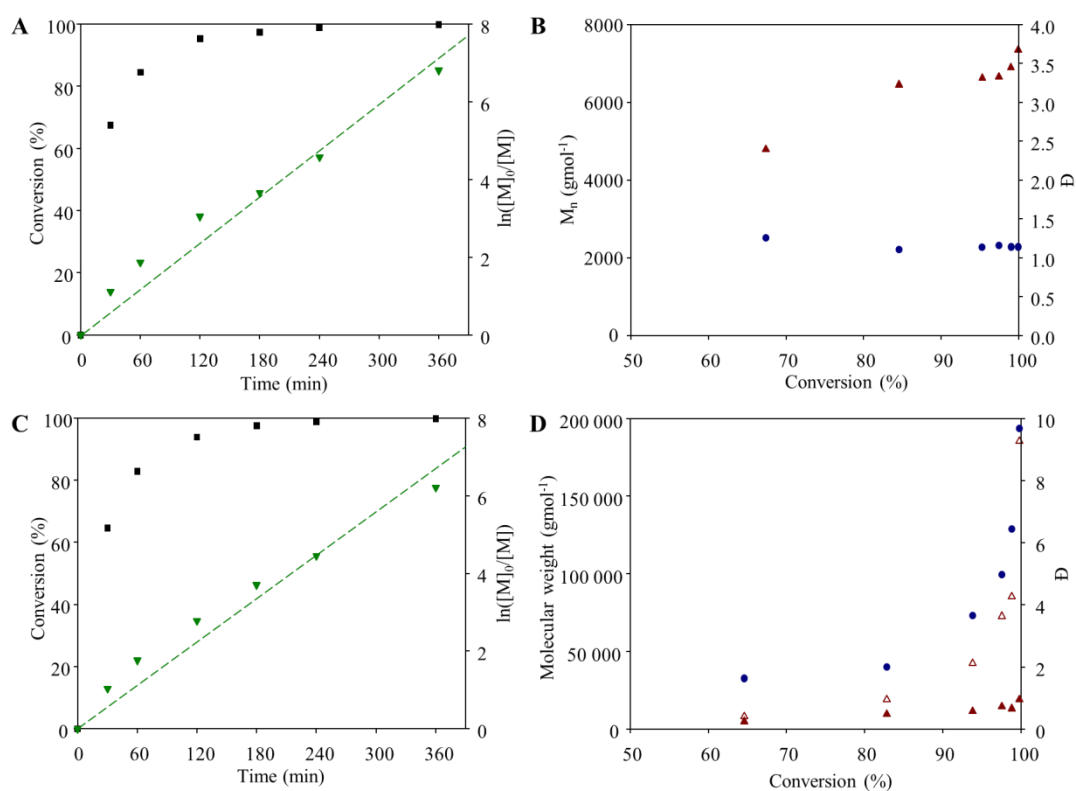 A
100
80
60
40
20
0
Conversion (%)
8
6
4
2
0
ln([M]₀/[M])
0 60 120 180 240 300 360
Time (min)
B
8000
6000
4000
2000
0
Mₙ (gmol⁻¹)
4.0
3.5
3.0
2.5
2.0
1.5
1.0
0.5
0.0
Đ
50 60 70 80 90 100
Conversion (%)
C
100
80
60
40
20
0
Conversion (%)
8
6
4
2
0
ln([M]₀/[M])
0 60 120 180 240 300 360
Time (min)
D
200 000
150 000
100 000
50 000
0
Molecular weight (gmol⁻¹)
10
8
6
4
2
0
Đ
50 60 70 80 90 100
Conversion (%)